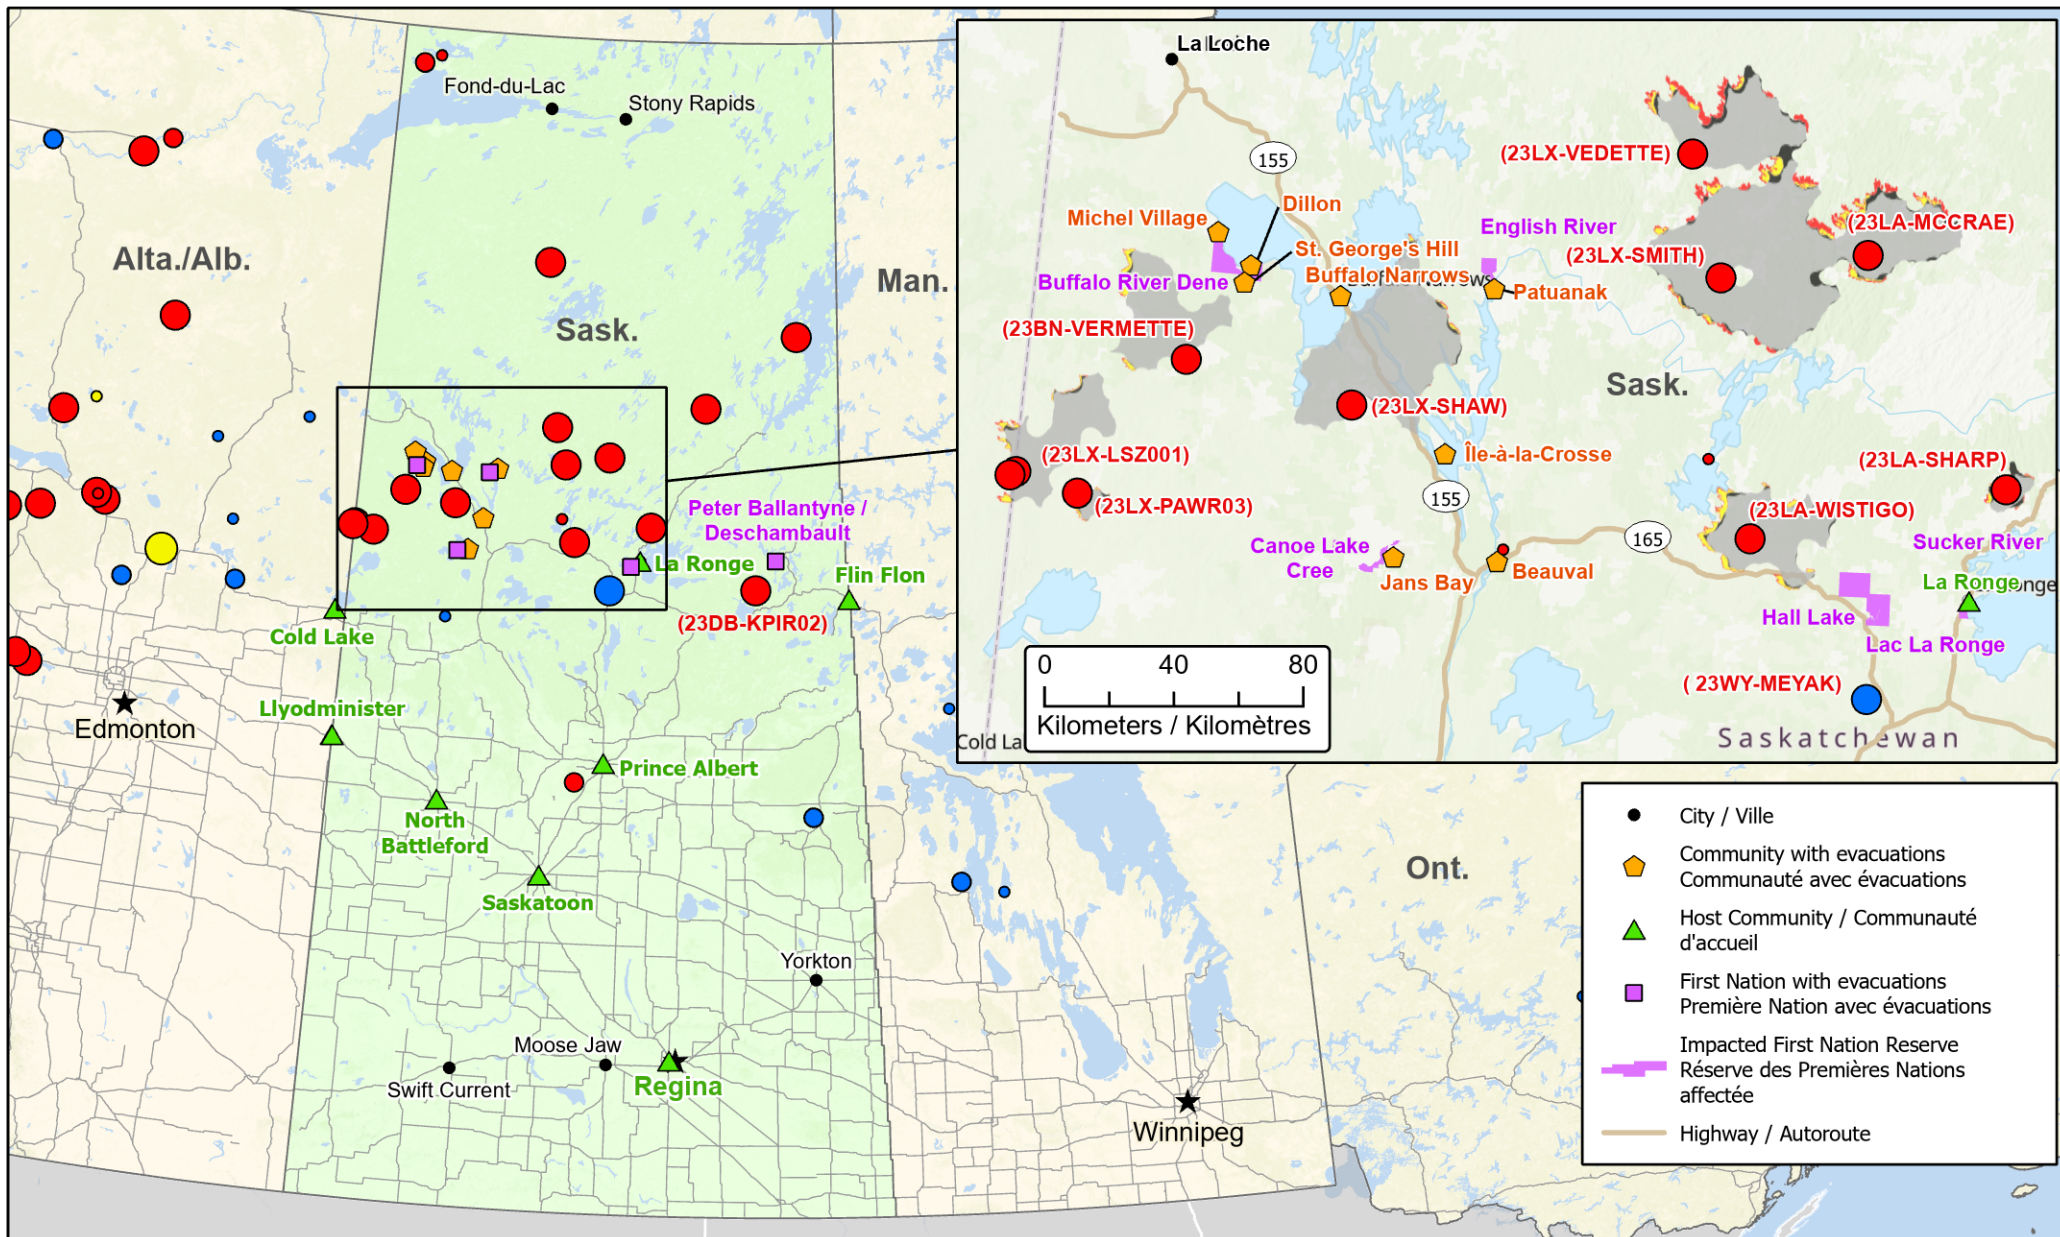 Fond-du-Lac
Stony Rapids
Alta./Alb.
Sask.
Man.
Peter Ballantyne /
Deschambault
La Ronge
Flin Flon
(23DB-KPIR02)
Cold Lake
Llyodminister
Edmonton
Prince Albert
North
Battleford
Saskatoon
Yorkton
Moose Jaw
Swift Current
Regina
Winnipeg
Ont.
La Loche
155
(23LX-VEDETTE)
Dillon
Michel Village
English River
(23LA-MCCRAE)
St. George's Hill
(23LX-SMITH)
Buffalo Narrows
Buffalo River Dene
Patuanak
(23BN-VERMETTE)
Sask.
(23LX-SHAW)
Île-à-la-Crosse
(23LX-LSZ001)
(23LA-SHARP)
155
(23LX-PAWR03)
(23LA-WISTIGO)
165
Canoe Lake
Cree
Sucker River
Jans Bay
Beauval
La Ronge
Hall Lake
Lac La Ronge
0 40 80
Kilometers / Kilomètres
( 23WY-MEYAK)
Saskatchewan
Cold La
City / Ville
Community with evacuations
Communauté avec évacuations
Host Community / Communauté
d'accueil
First Nation with evacuations
Première Nation avec évacuations
Impacted First Nation Reserve
Réserve des Premières Nations
affectée
Highway / Autoroute